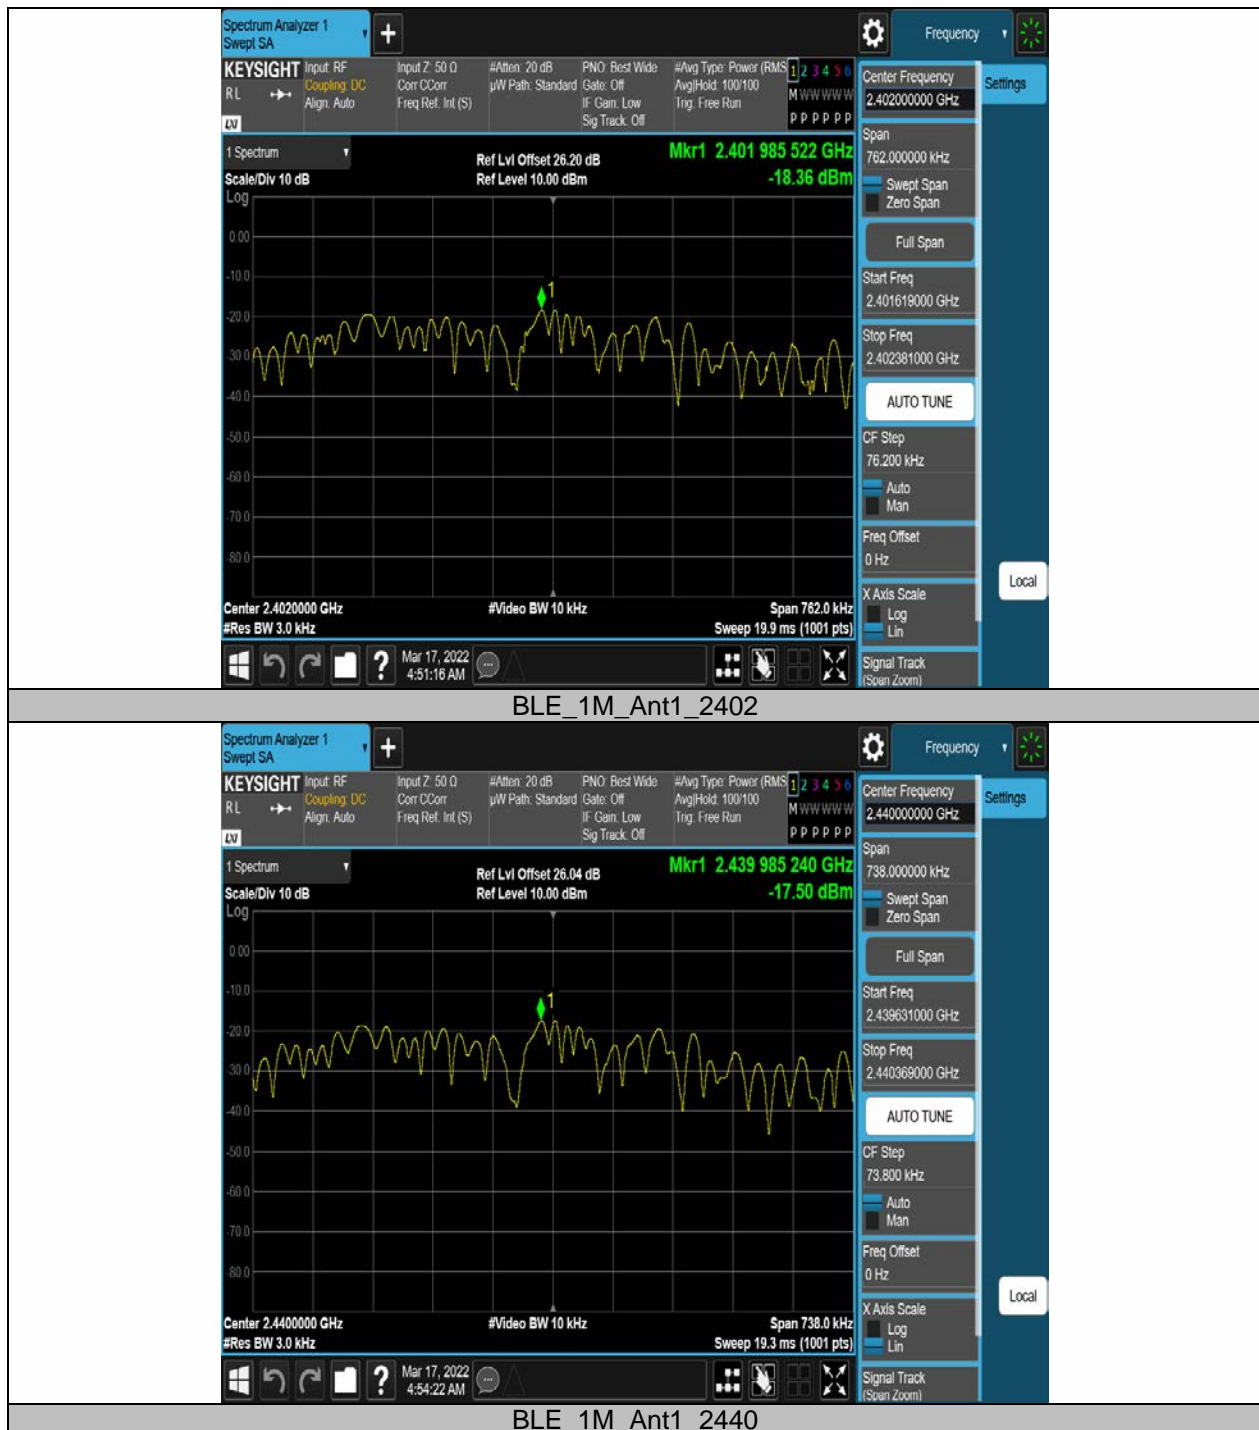 Spectrum Analyzer 1
Swept SA
+
Frequency
KEYSIGHT
RL
LXI
Input: RF
Coupling: DC
Align: Auto
Input Z: 50 Ω
Corr CCorr
Freq Ref: Int (S)
#Atten: 20 dB
µW Path: Standard
PNO: Best Wide
Gate: Off
IF Gain: Low
Sig Track: Off
#Avg Type: Power (RMS
Avg|Hold: 100/100
Trig: Free Run
1 2 3 4 5 6
M W W W W W
P P P P P P
1 Spectrum
Scale/Div 10 dB
Log
Ref Lvl Offset 26.20 dB
Ref Level 10.00 dBm
Mkr1 2.401 985 522 GHz
-18.36 dBm
0.00
-10.0
-20.0
-30.0
-40.0
-50.0
-60.0
-70.0
-80.0
1
Center 2.4020000 GHz
#Res BW 3.0 kHz
#Video BW 10 kHz
Span 762.0 kHz
Sweep 19.9 ms (1001 pts)
Mar 17, 2022
4:51:16 AM
Center Frequency
2.402000000 GHz
Settings
Span
762.000000 kHz
Swept Span
Zero Span
Full Span
Start Freq
2.401619000 GHz
Stop Freq
2.402381000 GHz
AUTO TUNE
CF Step
76.200 kHz
Auto
Man
Freq Offset
0 Hz
X Axis Scale
Log
Lin
Signal Track
(Span Zoom)
Local
BLE_1M_Ant1_2402
Spectrum Analyzer 1
Swept SA
+
Frequency
KEYSIGHT
RL
LXI
Input: RF
Coupling: DC
Align: Auto
Input Z: 50 Ω
Corr CCorr
Freq Ref: Int (S)
#Atten: 20 dB
µW Path: Standard
PNO: Best Wide
Gate: Off
IF Gain: Low
Sig Track: Off
#Avg Type: Power (RMS
Avg|Hold: 100/100
Trig: Free Run
1 2 3 4 5 6
M W W W W W
P P P P P P
1 Spectrum
Scale/Div 10 dB
Log
Ref Lvl Offset 26.04 dB
Ref Level 10.00 dBm
Mkr1 2.439 985 240 GHz
-17.50 dBm
0.00
-10.0
-20.0
-30.0
-40.0
-50.0
-60.0
-70.0
-80.0
1
Center 2.4400000 GHz
#Res BW 3.0 kHz
#Video BW 10 kHz
Span 738.0 kHz
Sweep 19.3 ms (1001 pts)
Mar 17, 2022
4:54:22 AM
Center Frequency
2.440000000 GHz
Settings
Span
738.000000 kHz
Swept Span
Zero Span
Full Span
Start Freq
2.439631000 GHz
Stop Freq
2.440369000 GHz
AUTO TUNE
CF Step
73.800 kHz
Auto
Man
Freq Offset
0 Hz
X Axis Scale
Log
Lin
Signal Track
(Span Zoom)
Local
BLE_1M_Ant1_2440